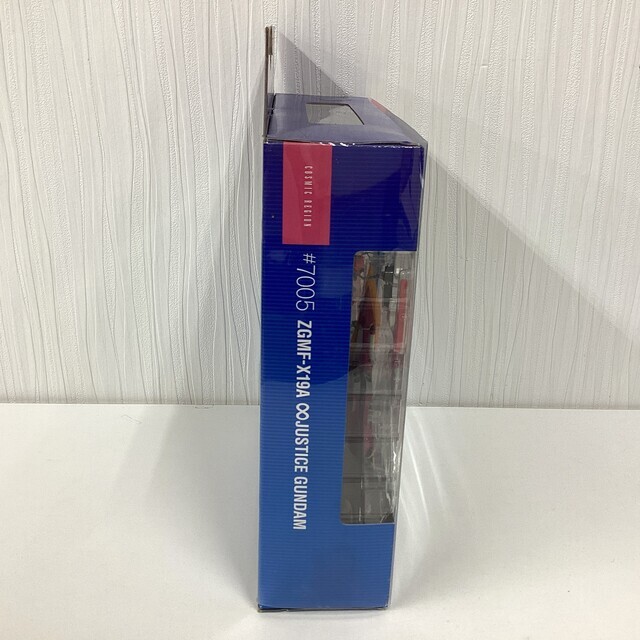 COSMIC REGION
#7005 ZGMF-X19A ∞JUSTICE GUNDAM